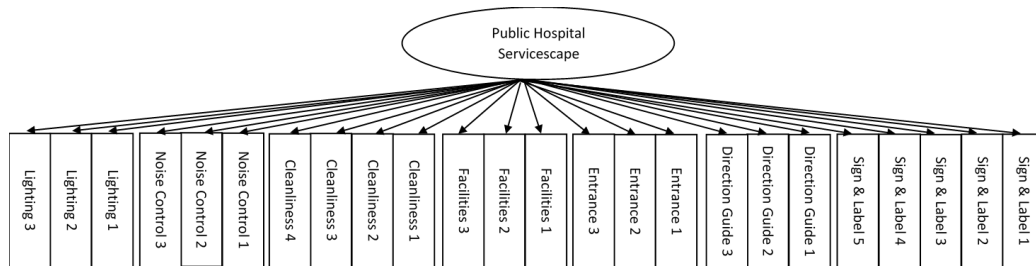 Public Hospital
Servicescape
Lighting 3
Lighting 2
Lighting 1
Noise Control 3
Noise Control 2
Noise Control 1
Cleanliness 4
Cleanliness 3
Cleanliness 2
Cleanliness 1
Facilities 3
Facilities 2
Facilities 1
Entrance 3
Entrance 2
Entrance 1
Direction Guide 3
Direction Guide 2
Direction Guide 1
Sign & Label 5
Sign & Label 4
Sign & Label 3
Sign & Label 2
Sign & Label 1